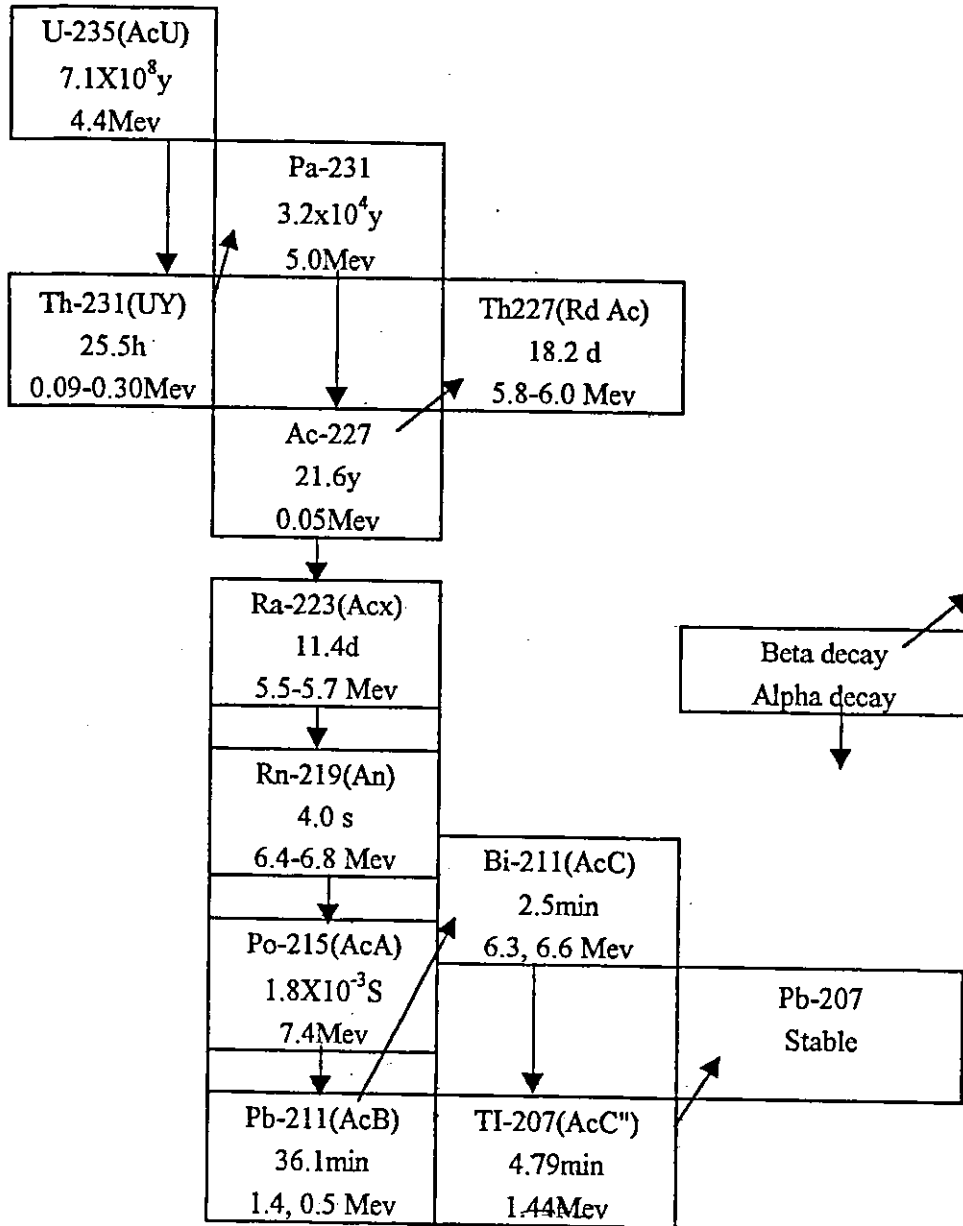 U-235(AcU)
7.1X10⁸y
4.4Mev
Pa-231
3.2x10⁴y
5.0Mev
Th-231(UY)
25.5h
0.09-0.30Mev
Th227(Rd Ac)
18.2 d
5.8-6.0 Mev
Ac-227
21.6y
0.05Mev
Ra-223(Acx)
11.4d
5.5-5.7 Mev
Beta decay
Alpha decay
Rn-219(An)
4.0 s
6.4-6.8 Mev
Bi-211(AcC)
2.5min
6.3, 6.6 Mev
Po-215(AcA)
1.8X10⁻³S
7.4Mev
Pb-207
Stable
Pb-211(AcB)
36.1min
1.4, 0.5 Mev
TI-207(AcC")
4.79min
1.44Mev